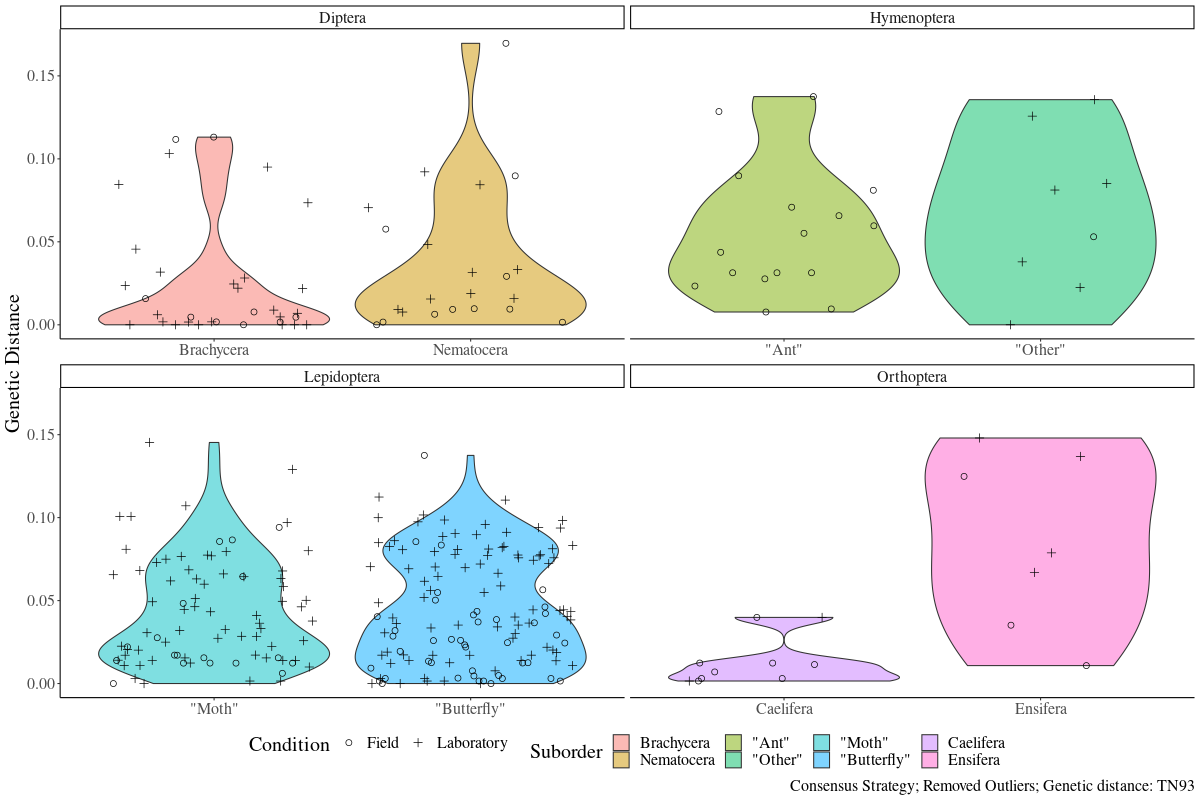 Diptera
Hymenoptera
0.15
0.10
0.05
0.00
Brachycera
Nematocera
"Ant"
"Other"
Genetic Distance
Lepidoptera
Orthoptera
0.15
0.10
0.05
0.00
"Moth"
"Butterfly"
Caelifera
Ensifera
Condition Field Laboratory
Suborder
Brachycera "Ant" "Moth" Caelifera
Nematocera "Other" "Butterfly" Ensifera
Consensus Strategy; Removed Outliers; Genetic distance: TN93